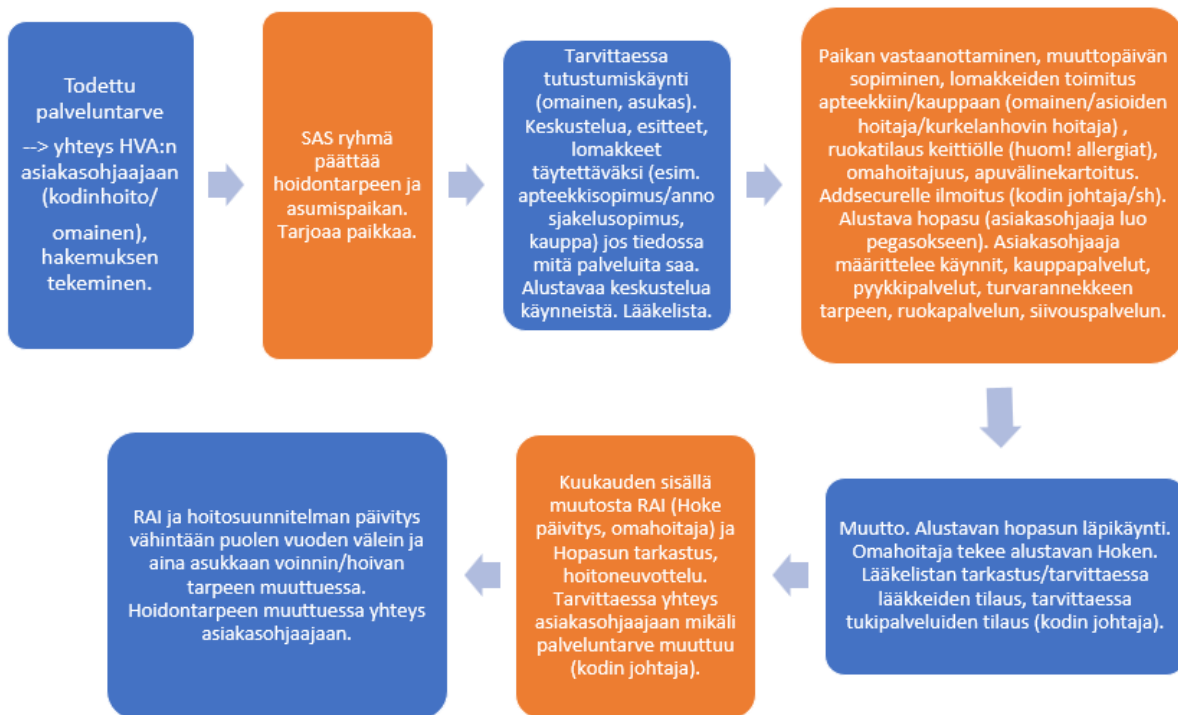 Todettu
palveluntarve
--> yhteys HVA:n
asiakasohjaajaan
(kodinhoito/
omainen),
hakemuksen
tekeminen.
SAS ryhmä
päättää
hoidontarpeen ja
asumispaikan.
Tarjoaa paikkaa.
Tarvittaessa
tutustumiskäynti
(omainen, asukas).
Keskustelua, esitteet,
lomakkeet
täytettäväksi (esim.
apteekkisopimus/anno
sjakelusopimus,
kauppa) jos tiedossa
mitä palveluita saa.
Alustavaa keskustelua
käynneistä. Lääkelista.
Paikan vastaanottaminen, muuttopäivän
sopiminen, lomakkeiden toimitus
apteekkiin/kauppaan (omainen/asioiden
hoitaja/kurkelanhovin hoitaja) ,
ruokatilaus keittiölle (huom! allergiat),
omahoitajuus, apuvälinekartoitus.
Addsecurelle ilmoitus (kodin johtaja/sh).
Alustava hopasu (asiakasohjaaja luo
pegasokseen). Asiakasohjaaja
määrittelee käynnit, kauppapalvelut,
pyykkipalvelut, turvarannekkeen
tarpeen, ruokapalvelun, siivouspalvelun.
Muutto. Alustavan hopasun läpikäynti.
Omahoitaja tekee alustavan Hoken.
Lääkelistan tarkastus/tarvittaessa
lääkkeiden tilaus, tarvittaessa
tukipalveluiden tilaus (kodin johtaja).
Kuukauden sisällä
muutosta RAI (Hoke
päivitys, omahoitaja) ja
Hopasun tarkastus,
hoitoneuvottelu.
Tarvittaessa yhteys
asiakasohjaajaan mikäli
palveluntarve muuttuu
(kodin johtaja).
RAI ja hoitosuunnitelman päivitys
vähintään puolen vuoden välein ja
aina asukkaan voinnin/hoivan
tarpeen muuttuessa.
Hoidontarpeen muuttuessa yhteys
asiakasohjaajaan.